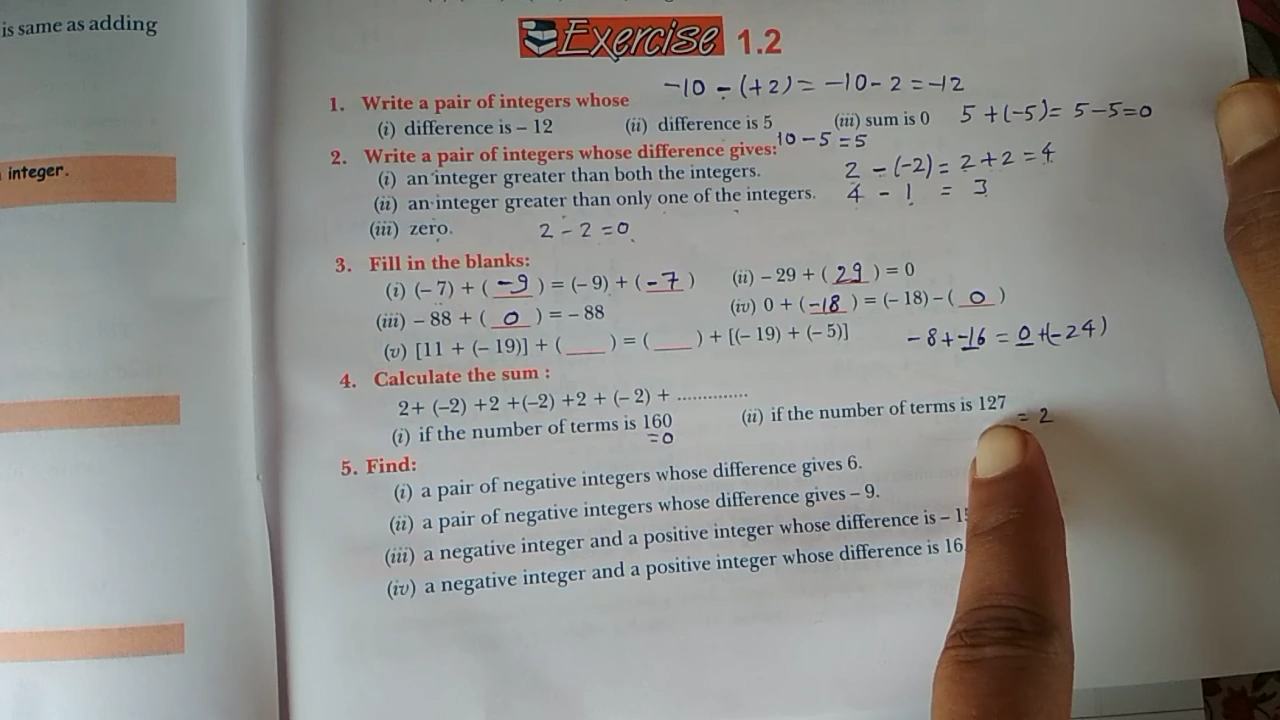 is same as adding
integer.
Exercise 1.2
-10 - (+2) = -10 - 2 = -12
1. Write a pair of integers whose
(i) difference is – 12 (ii) difference is 5 (iii) sum is 0 5 + (-5) = 5 - 5 = 0
10 - 5 = 5
2. Write a pair of integers whose difference gives:
(i) an integer greater than both the integers. 2 - (-2) = 2 + 2 = 4
(ii) an integer greater than only one of the integers. 4 - 1 = 3
(iii) zero. 2 - 2 = 0
3. Fill in the blanks:
(i) (– 7) + ( -9 ) = (– 9) + ( -7 ) (ii) – 29 + ( 29 ) = 0
(iii) – 88 + ( 0 ) = – 88 (iv) 0 + ( -18 ) = (– 18) – ( 0 )
(v) [11 + (– 19)] + ( ___ ) = ( ___ ) + [(– 19) + (– 5)] -8 + -16 = 0 + (-24)
4. Calculate the sum :
2+ (–2) +2 +(–2) +2 + (– 2) + ..............
(i) if the number of terms is 160 (ii) if the number of terms is 127
= 0 = 2
5. Find:
(i) a pair of negative integers whose difference gives 6.
(ii) a pair of negative integers whose difference gives – 9.
(iii) a negative integer and a positive integer whose difference is – 1
(iv) a negative integer and a positive integer whose difference is 16.